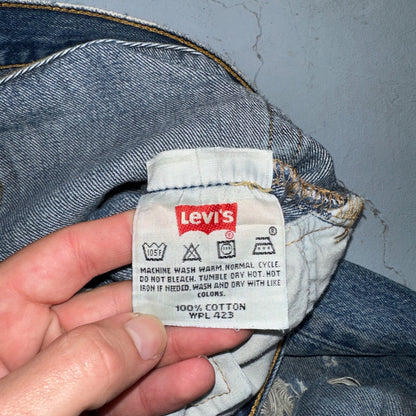 LEVI'S
®
105F
MACHINE WASH WARM. NORMAL CYCLE.
DO NOT BLEACH. TUMBLE DRY HOT. HOT
IRON IF NEEDED. WASH AND DRY WITH LIKE
COLORS.
100% COTTON
WPL 423